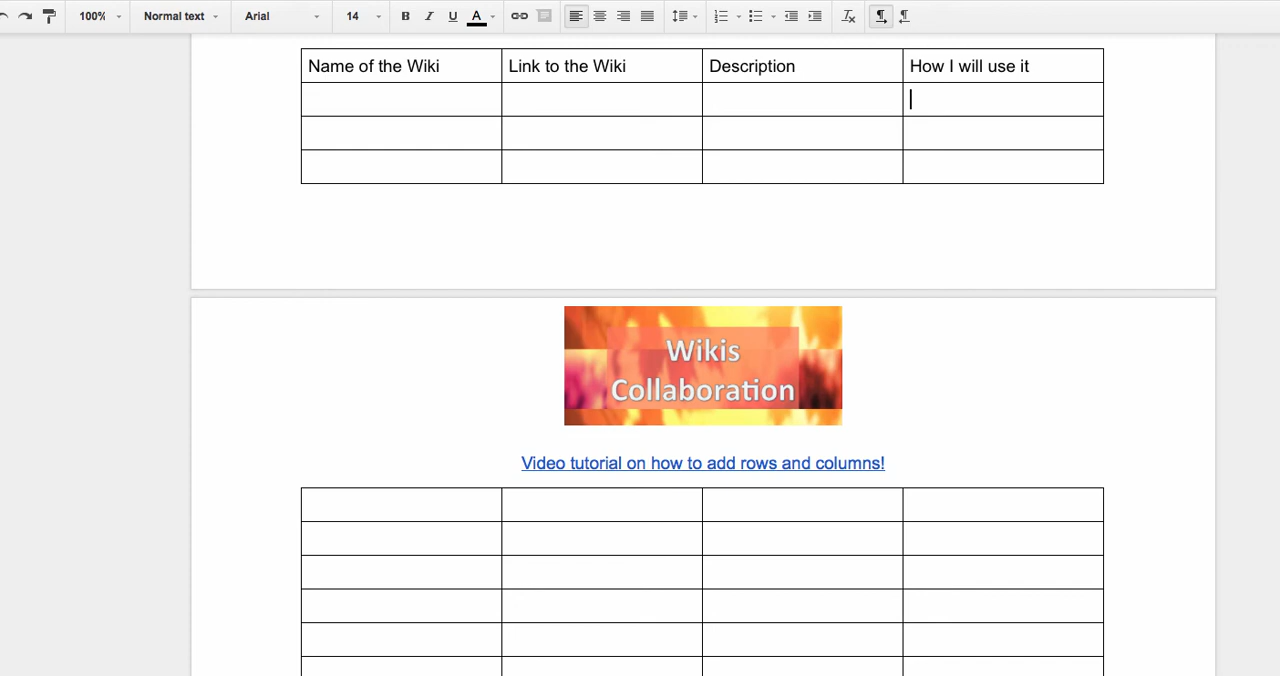 100% Normal text Arial 14 B I U A
Name of the Wiki Link to the Wiki Description How I will use it
Wikis
Collaboration
Video tutorial on how to add rows and columns!